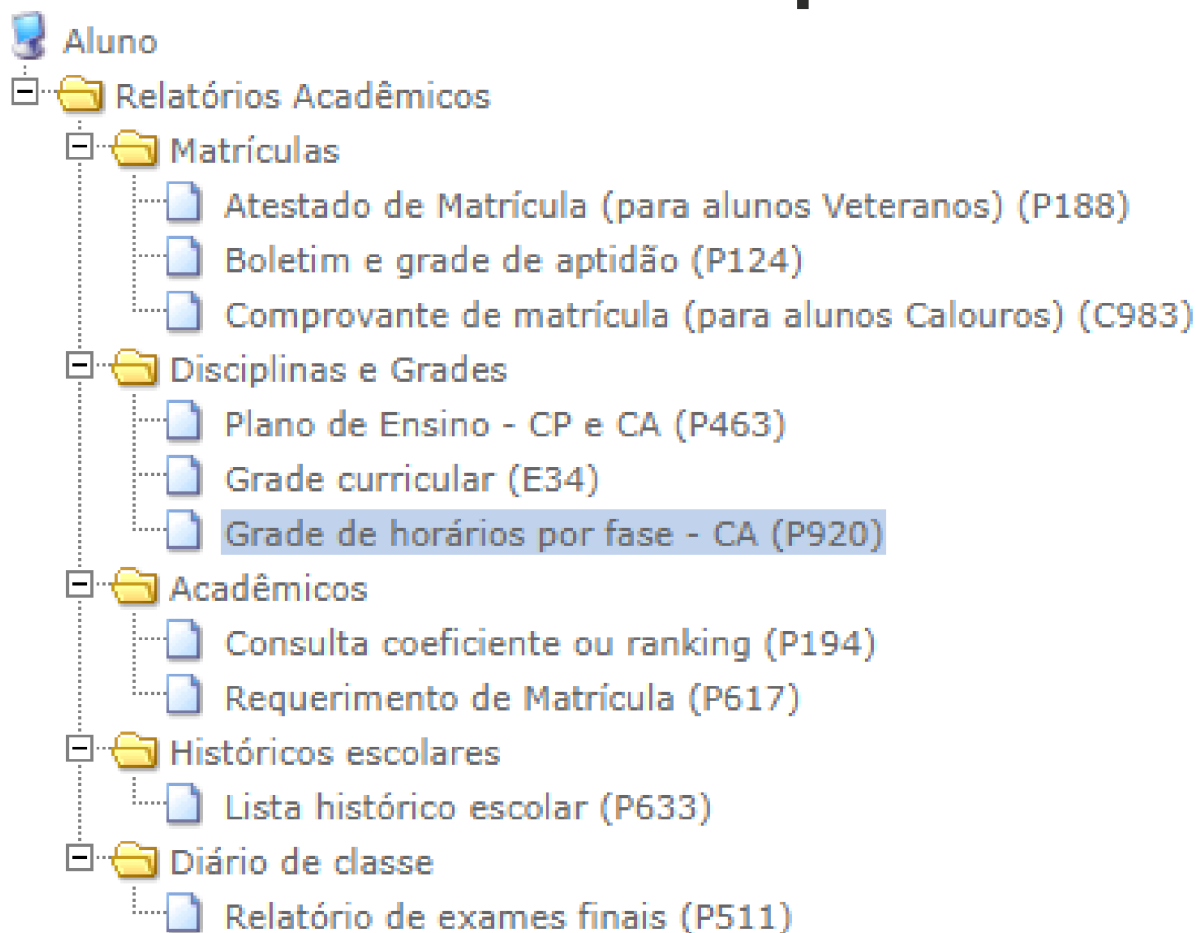 Aluno
Relatórios Acadêmicos
Matrículas
Atestado de Matrícula (para alunos Veteranos) (P188)
Boletim e grade de aptidão (P124)
Comprovante de matrícula (para alunos Calouros) (C983)
Disciplinas e Grades
Plano de Ensino - CP e CA (P463)
Grade curricular (E34)
Grade de horários por fase - CA (P920)
Acadêmicos
Consulta coeficiente ou ranking (P194)
Requerimento de Matrícula (P617)
Históricos escolares
Lista histórico escolar (P633)
Diário de classe
Relatório de exames finais (P511)